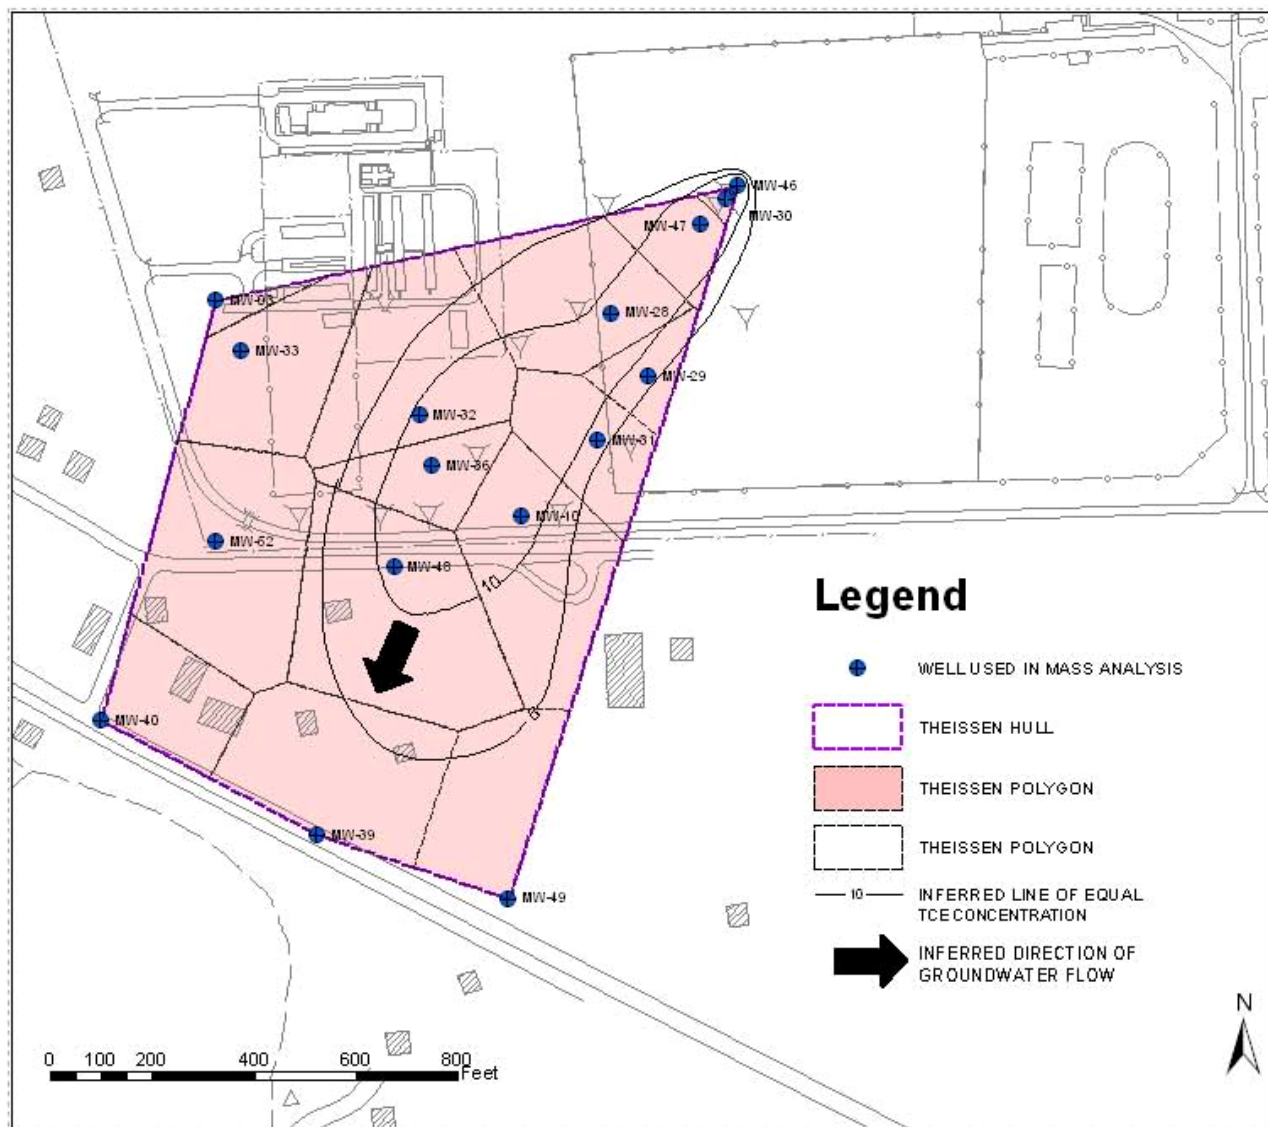 MW-46
MW-30
MW-47
MW-28
MW-33
MW-29
MW-32
MW-31
MW-36
MW-10
MW-52
MW-48
10
MW-40
MW-39
MW-49
Legend
WELL USED IN MASS ANALYSIS
THEISSEN HULL
THEISSEN POLYGON
THEISSEN POLYGON
10
INFERRED LINE OF EQUAL
TCE CONCENTRATION
INFERRED DIRECTION OF
GROUNDWATER FLOW
N
0 100 200 400 600 800
Feet